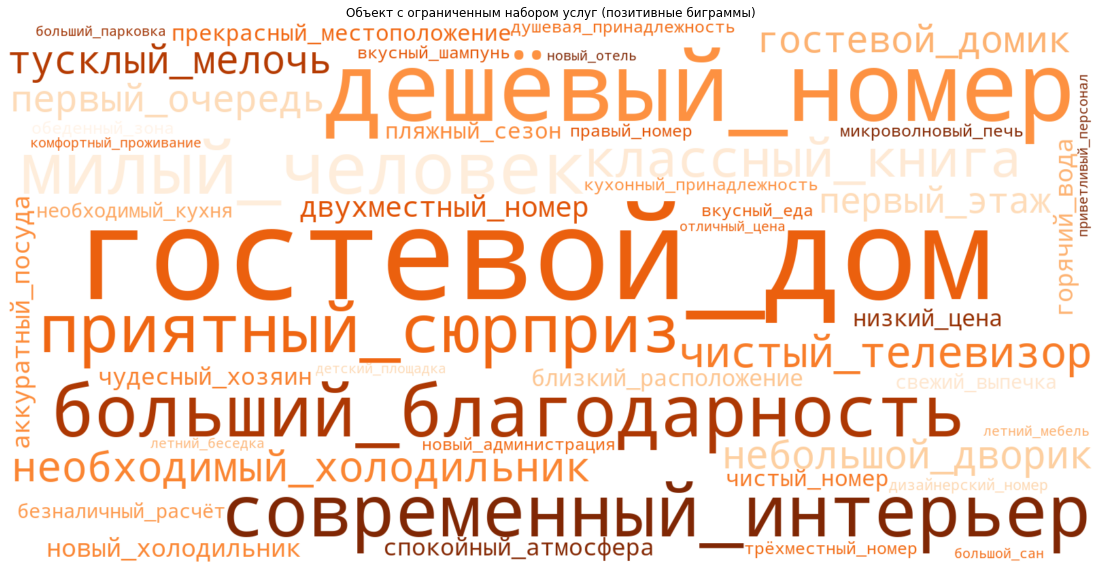 Объект с ограниченным набором услуг (позитивные биграммы)
больший_парковка
прекрасный_местоположение
душевая_принадлежность
гостевой_домик
тусклый_мелочь
вкусный_шампунь
новый_отель
дешёвый_номер
первый_очередь
обеденный_зона
пляжный_сезон
правый_номер
микроволновый_печь
приветливый_персонал
комфортный_проживание
милый_человек
классный_книга
горячий_вода
кухонный_принадлежность
первый_этаж
необходимый_кухня
двухместный_номер
вкусный_еда
отличный_цена
аккуратный_посуда
гостевой_дом
приятный_сюрприз
низкий_цена
чистый_телевизор
чудесный_хозяин
детский_площадка
близкий_расположение
свежий_выпечка
больший_благодарность
летний_беседка
новый_администрация
летний_мебель
необходимый_холодильник
небольшой_дворик
чистый_номер
дизайнерский_номер
безналичный_расчёт
современный_интерьер
новый_холодильник
спокойный_атмосфера
трёхместный_номер
большой_сан